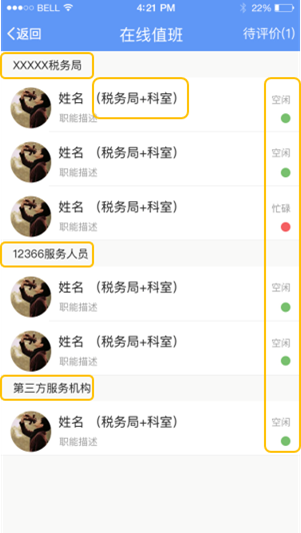 BELL 4:21 PM 22%
返回 在线值班 待评价(1)
XXXXX税务局
姓名 （税务局+科室） 空闲
职能描述
姓名 （税务局+科室） 空闲
职能描述
姓名 （税务局+科室） 忙碌
职能描述
12366服务人员
姓名 （税务局+科室） 空闲
职能描述
姓名 （税务局+科室） 空闲
职能描述
第三方服务机构
姓名 （税务局+科室） 空闲
职能描述